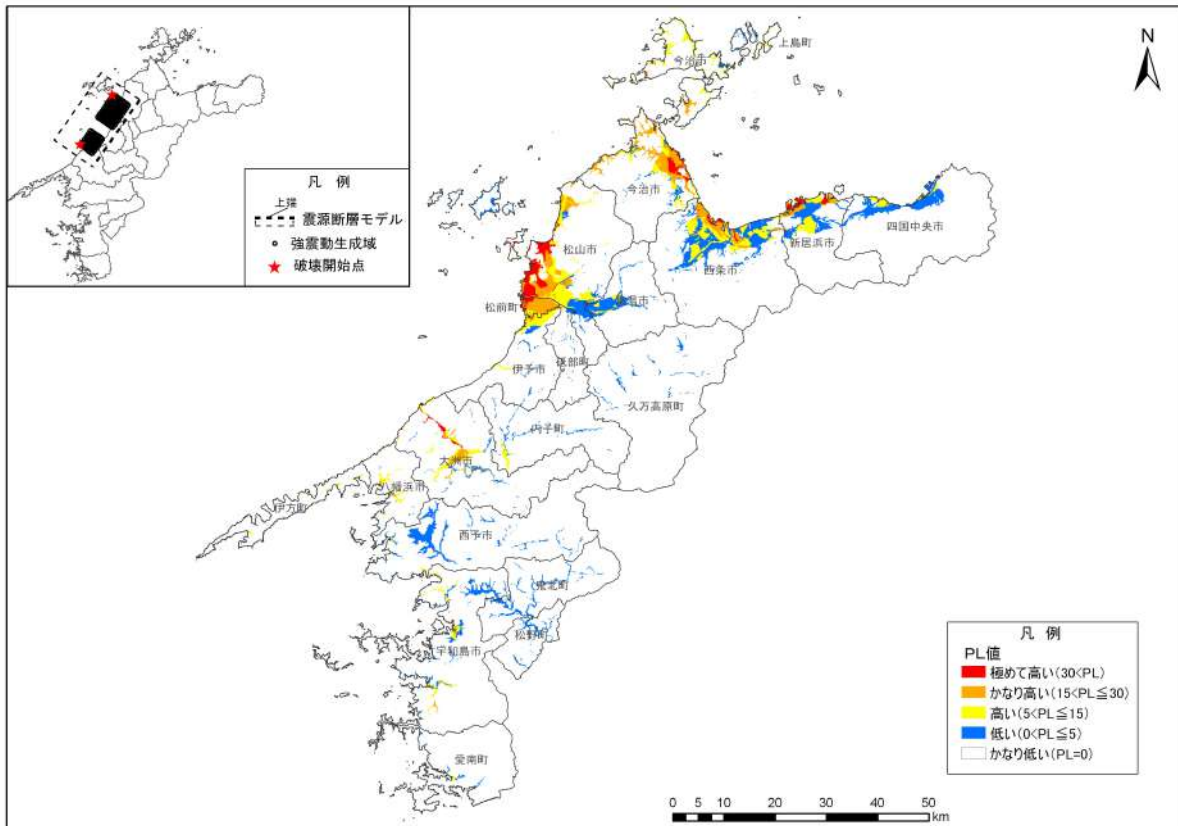 凡 例
上端
震源断層モデル
強震動生成域
破壊開始点
N
上島町
今治市
今治市
四国中央市
新居浜市
西条市
松山市
松前町
伊予市
砥部町
久万高原町
内子町
大洲市
八幡浜市
伊方町
西予市
鬼北町
松野町
宇和島市
愛南町
凡 例
PL値
極めて高い(30<PL)
かなり高い(15<PL≦30)
高い(5<PL≦15)
低い(0<PL≦5)
かなり低い(PL=0)
0 5 10 20 30 40 50
km